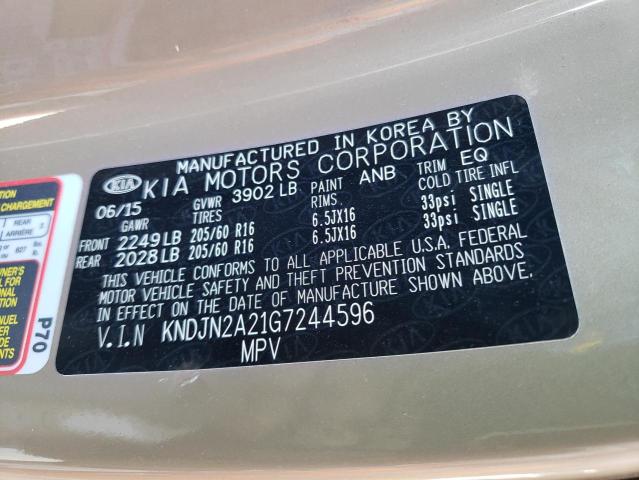 MANUFACTURED IN KOREA BY
KIA KIA MOTORS CORPORATION
06/15 GVWR 3902 LB PAINT ANB TRIM EQ
GAWR TIRES RIMS COLD TIRE INFL
FRONT 2249 LB 205/60 R16 6.5JX16 33psi SINGLE
REAR 2028 LB 205/60 R16 6.5JX16 33psi SINGLE
THIS VEHICLE CONFORMS TO ALL APPLICABLE U.S.A. FEDERAL
MOTOR VEHICLE SAFETY AND THEFT PREVENTION STANDARDS
IN EFFECT ON THE DATE OF MANUFACTURE SHOWN ABOVE.
V.I.N KNDJN2A21G7244596
MPV
CHARGEMENT
REAR
ARRIÈRE
P70